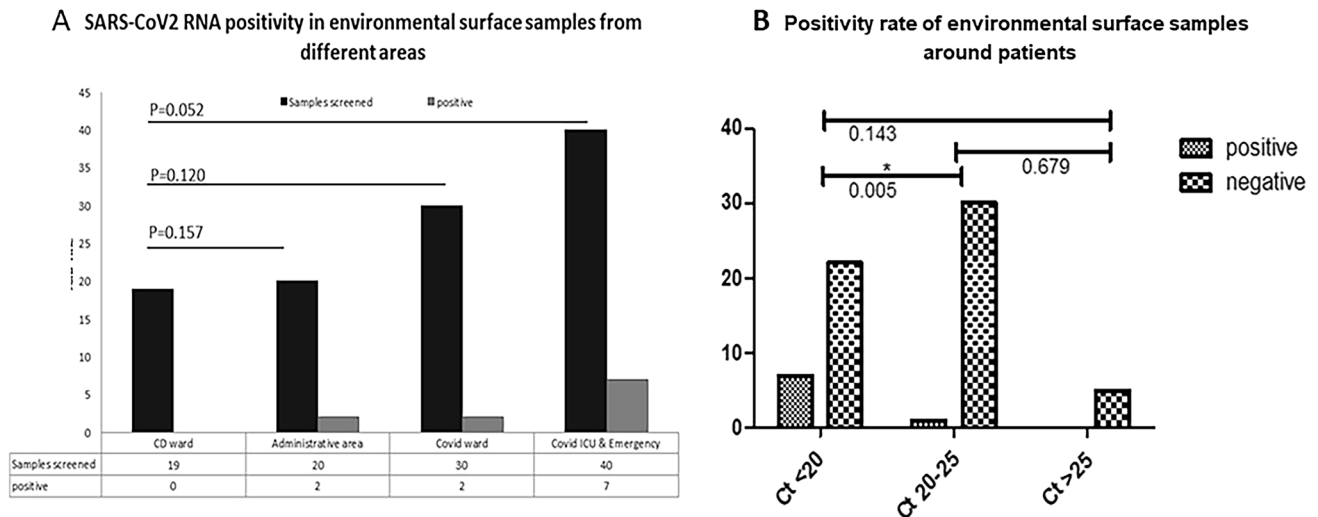 A SARS-CoV2 RNA positivity in environmental surface samples from
different areas
45
40
35
30
25
20
15
10
5
0
Samples screened positive
P=0.052
P=0.120
P=0.157
CD ward Administrative area Covid ward Covid ICU & Emergency
Samples screened 19 20 30 40
positive 0 2 2 7
B Positivity rate of environmental surface samples
around patients
40
30
20
10
0
0.143
0.679
*
0.005
positive
negative
Ct <20 Ct 20-25 Ct >25